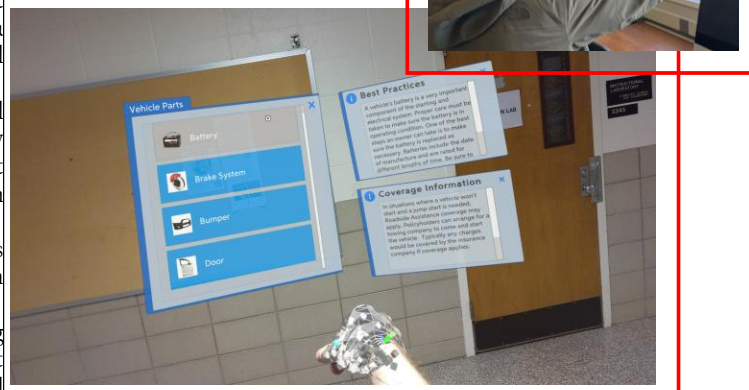 Vehicle Parts
Battery
Brake System
Bumper
Door
Best Practices
A vehicle's battery is a very important
component of the starting and
electrical system. Proper care must be
taken to make sure the battery is in
operating condition. One of the best
steps an owner can take is to make
sure the battery is replaced as
necessary. Batteries include the date
of manufacture and are rated for
different lengths of time. Be sure to
Coverage Information
In situations where a vehicle won't
start and a jump start is needed,
Roadside Assistance coverage may
apply. Policyholders can arrange for a
towing company to come and start
the vehicle. Typically any charges
would be covered by the insurance
company if coverage applies.
LAB
INSTRUCTIONAL
LABORATORY